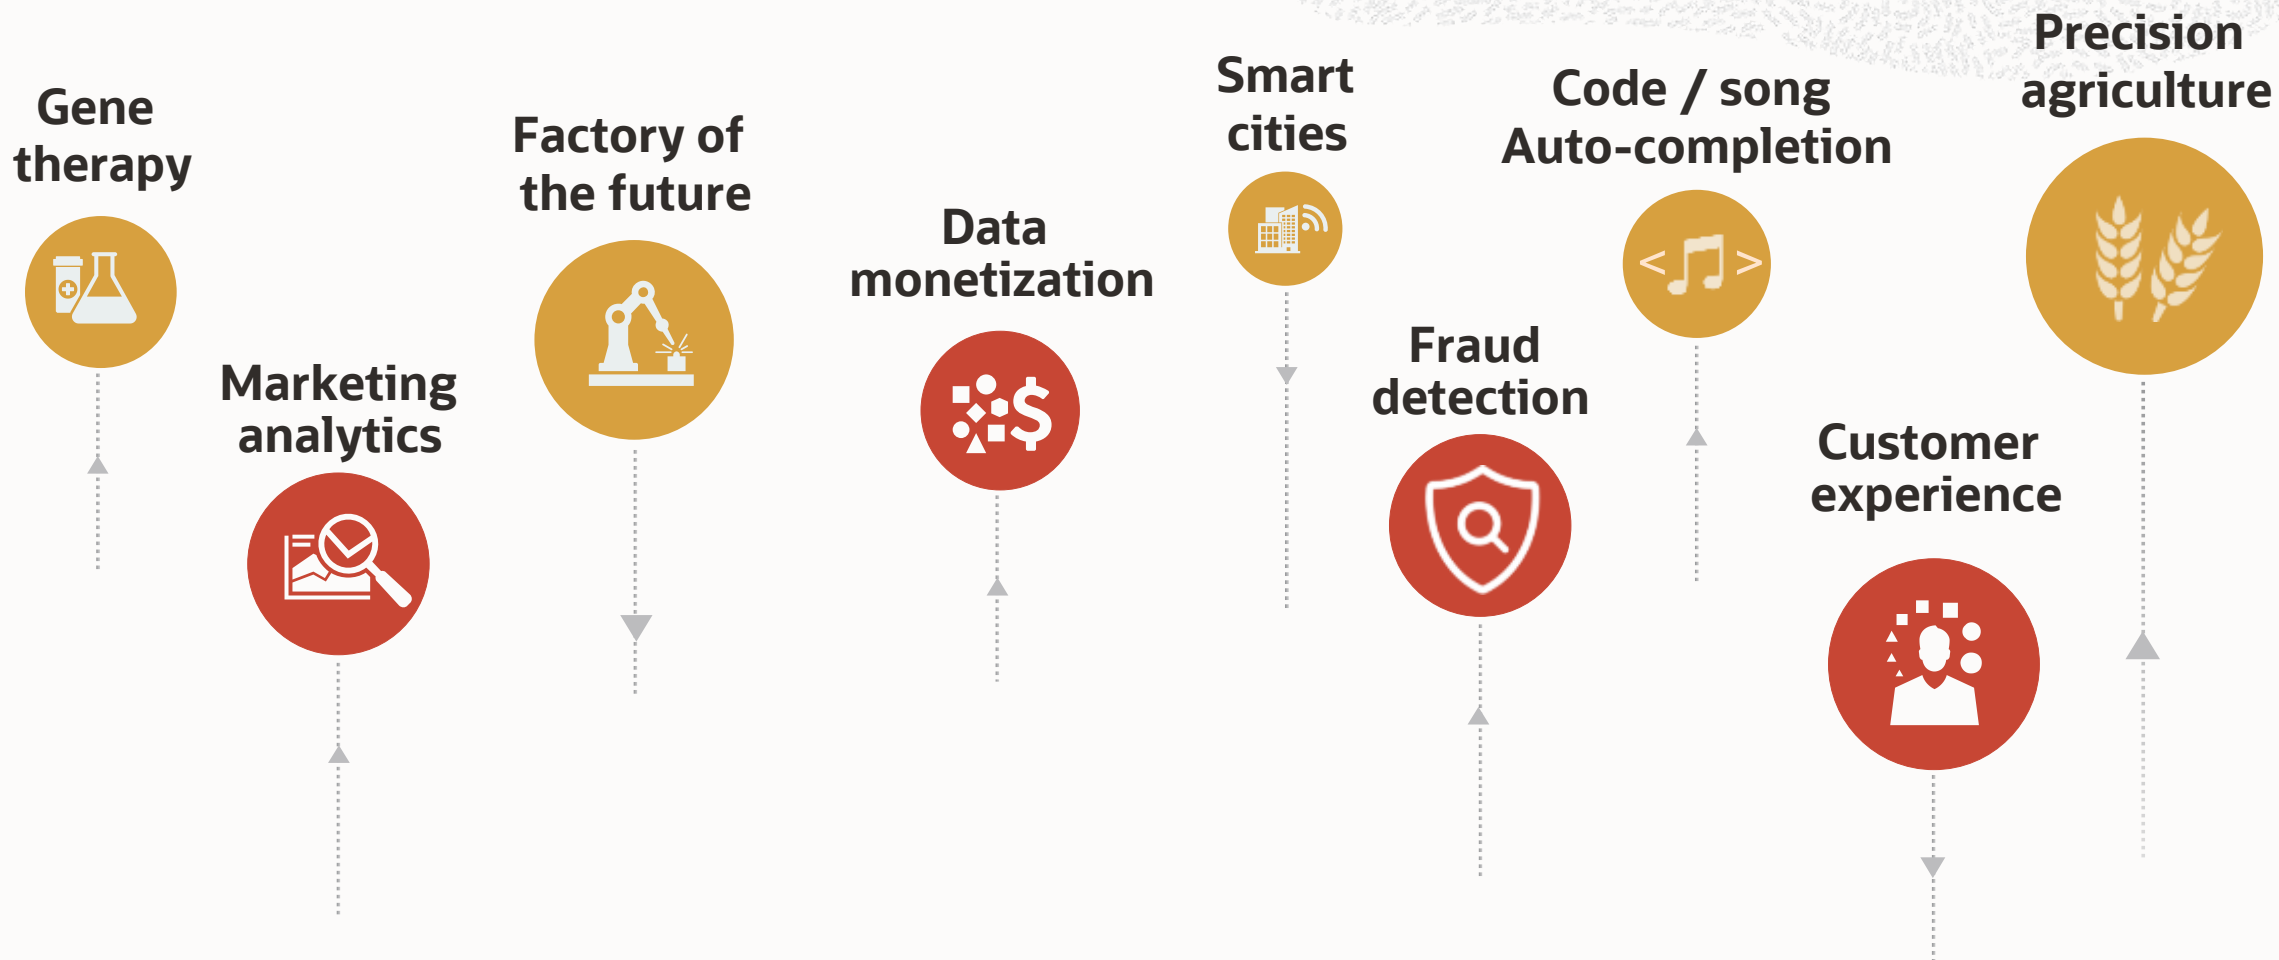 Gene
therapy
Marketing
analytics
Factory of
the future
Data
monetization
Smart
cities
Fraud
detection
Code / song
Auto-completion
< >
Customer
experience
Precision
agriculture